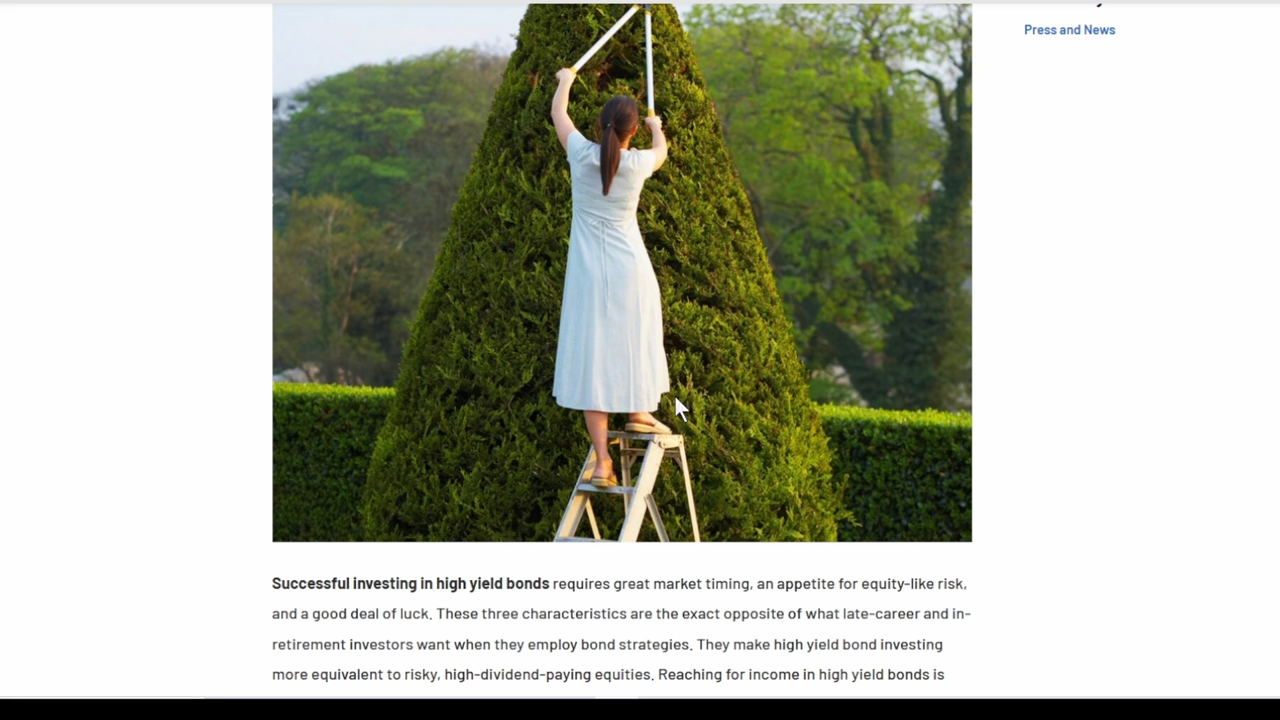 Press and News
Successful investing in high yield bonds requires great market timing, an appetite for equity-like risk,
and a good deal of luck. These three characteristics are the exact opposite of what late-career and in-
retirement investors want when they employ bond strategies. They make high yield bond investing
more equivalent to risky, high-dividend-paying equities. Reaching for income in high yield bonds is